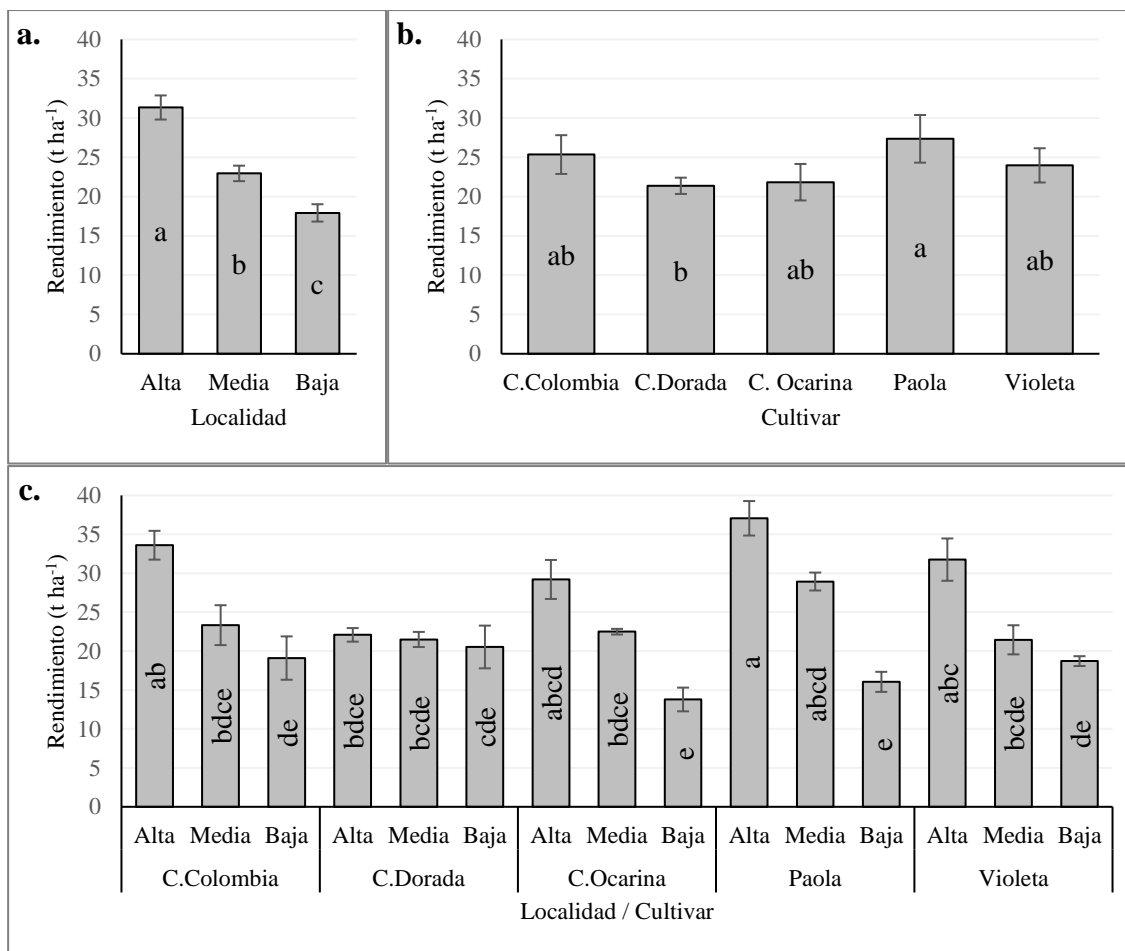 a.
Rendimiento (t ha⁻¹)
40
35
30
25
20
15
10
5
0
a
b
c
Alta Media Baja
Localidad
b.
Rendimiento (t ha⁻¹)
40
35
30
25
20
15
10
5
0
ab
b
ab
a
ab
C.Colombia C.Dorada C. Ocarina Paola Violeta
Cultivar
c.
Rendimiento (t ha⁻¹)
40
35
30
25
20
15
10
5
0
ab
bdce
de
bdce
bcde
cde
abcd
bdce
e
a
abcd
e
abc
bcde
de
Alta Media Baja Alta Media Baja Alta Media Baja Alta Media Baja Alta Media Baja
C.Colombia C.Dorada C.Ocarina Paola Violeta
Localidad / Cultivar